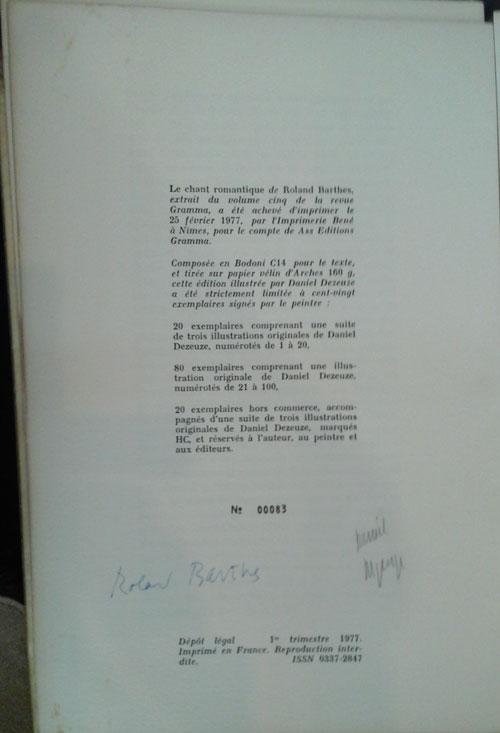 Le chant romantique de Roland Barthes,
extrait du volume cinq de la revue
Gramma, a été achevé d'imprimer le
25 février 1977, par l'Imprimerie Bené
à Nimes, pour le compte de Ass Editions
Gramma.
Composée en Bodoni C14 pour le texte,
et tirée sur papier vélin d'Arches 160 g,
cette édition illustrée par Daniel Dezeuze
a été strictement limitée à cent-vingt
exemplaires signés par le peintre :
20 exemplaires comprenant une suite
de trois illustrations originales de Daniel
Dezeuze, numérotés de 1 à 20,
80 exemplaires comprenant une illus-
tration originale de Daniel Dezeuze,
numérotés de 21 à 100,
20 exemplaires hors commerce, accom-
pagnés d'une suite de trois illustrations
originales de Daniel Dezeuze, marqués
HC, et réservés à l'auteur, au peintre et
aux éditeurs.
Nº 00083
Daniel
Roland Barthes
Dépôt légal 1er trimestre 1977.
Imprimé en France. Reproduction inter-
dite. ISSN 0337-2847